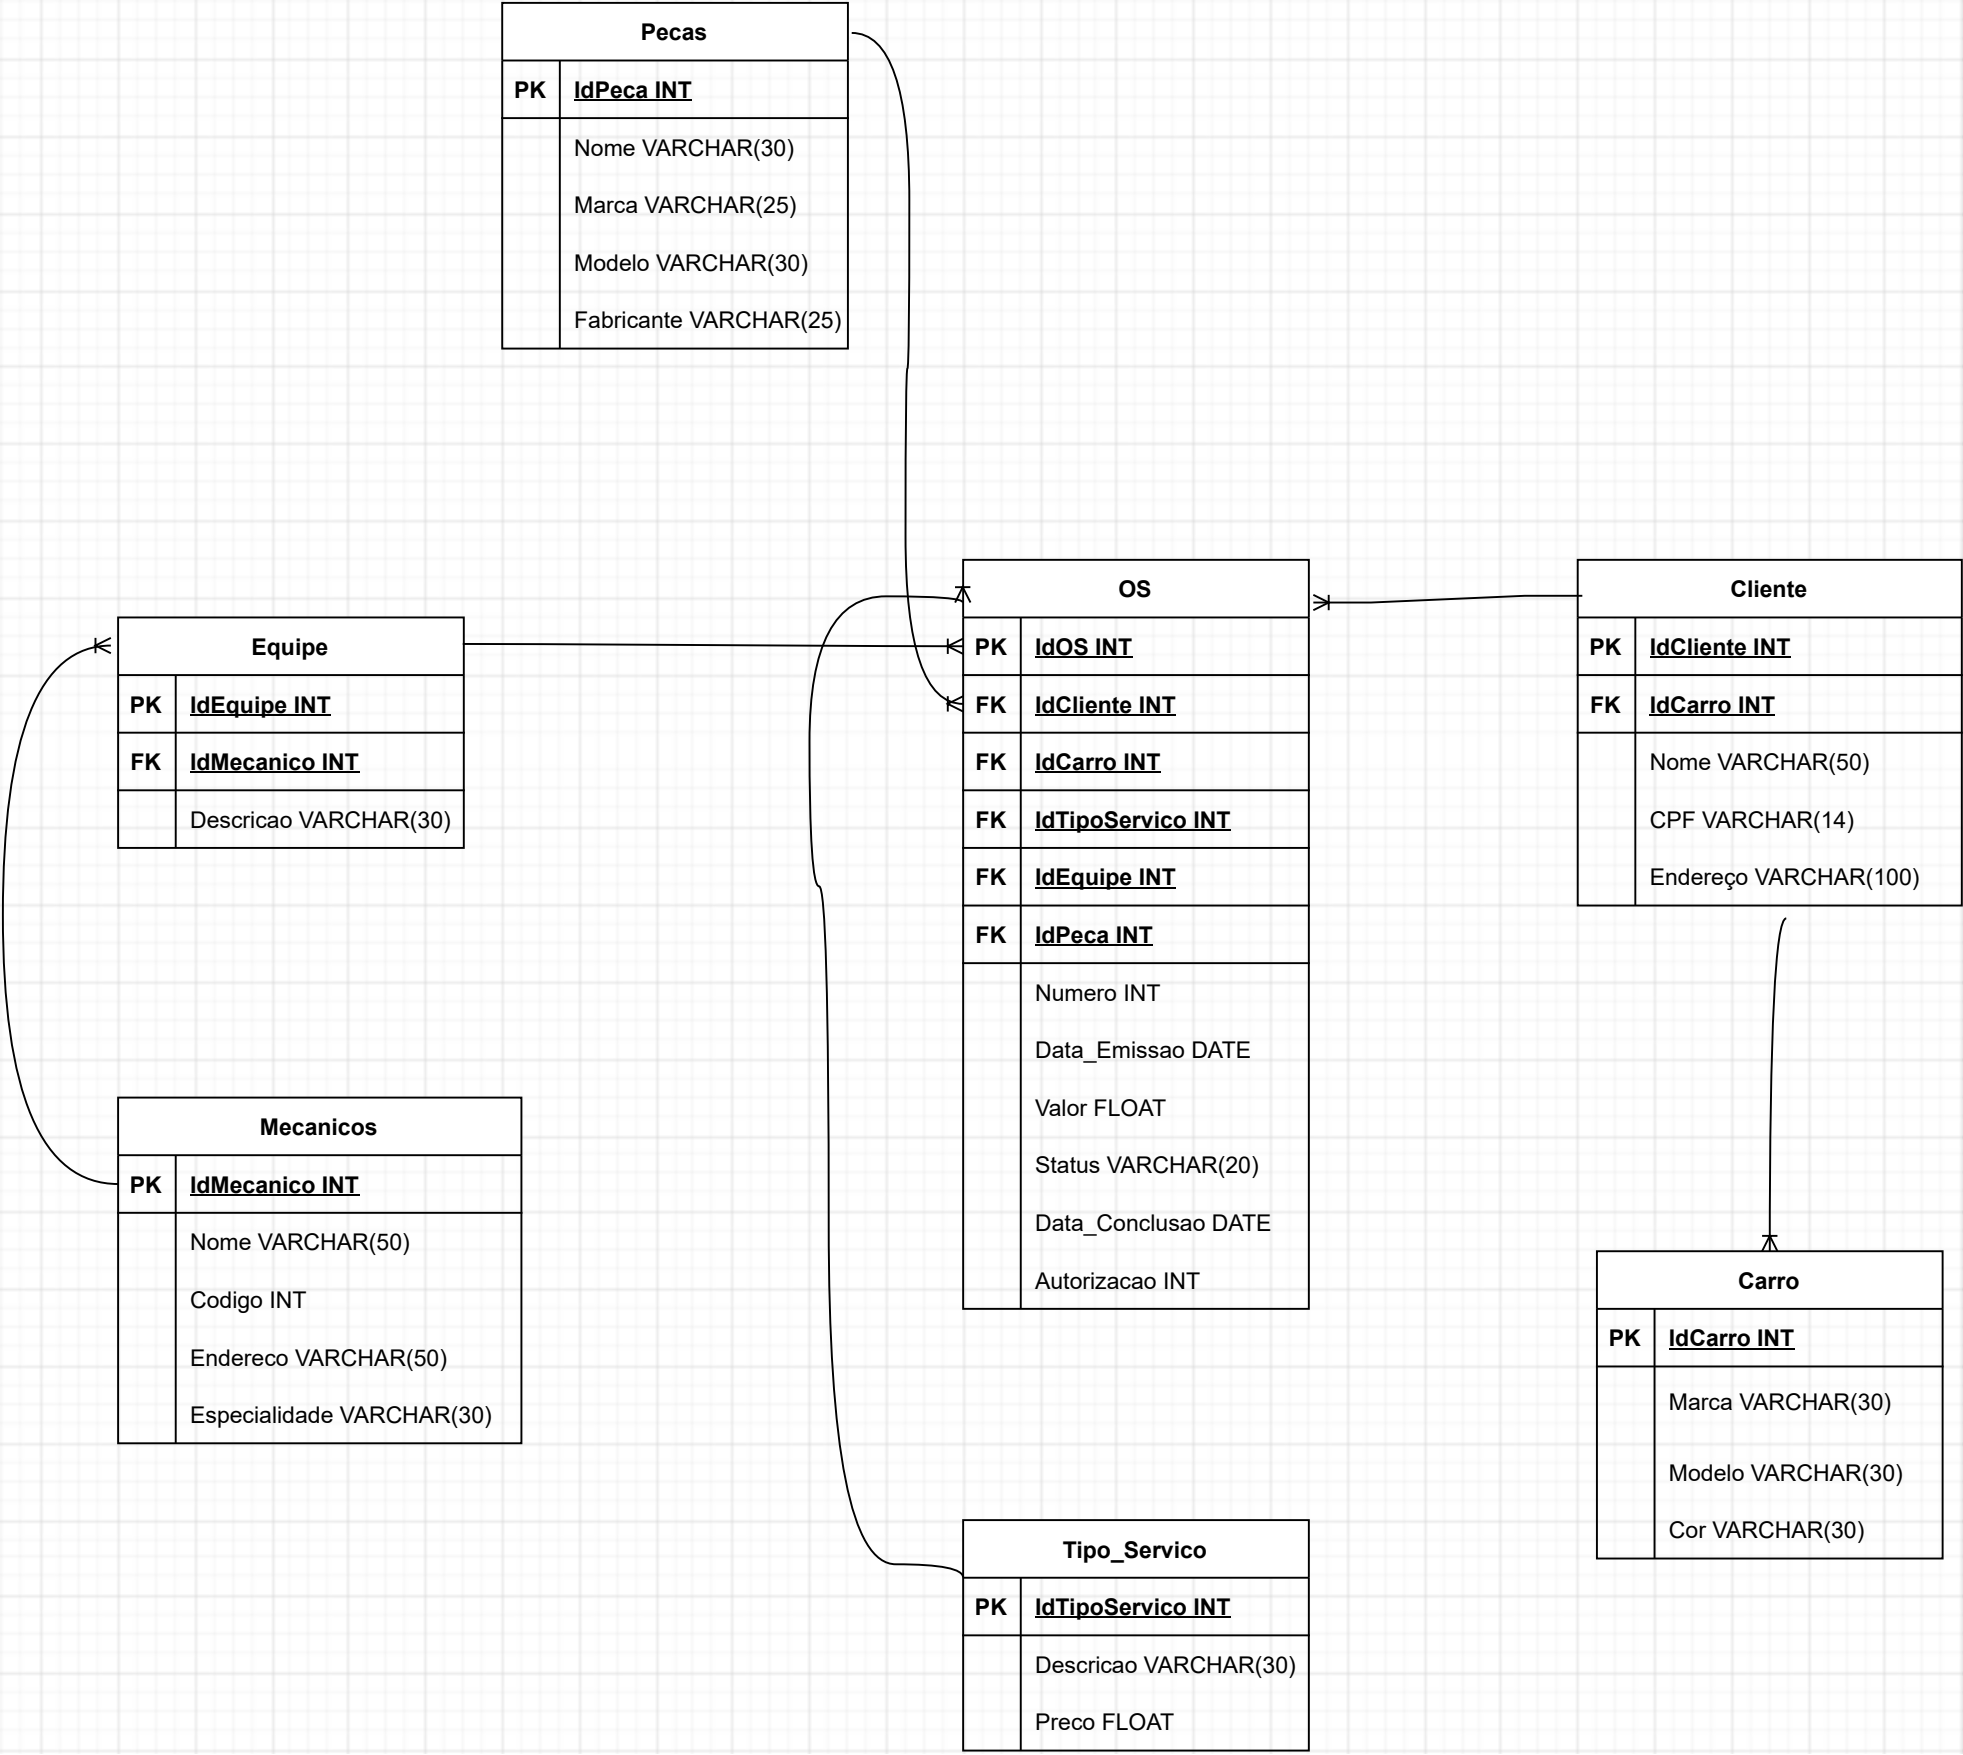 Pecas
PK IdPeca INT
Nome VARCHAR(30)
Marca VARCHAR(25)
Modelo VARCHAR(30)
Fabricante VARCHAR(25)
Equipe
PK IdEquipe INT
FK IdMecanico INT
Descricao VARCHAR(30)
Mecanicos
PK IdMecanico INT
Nome VARCHAR(50)
Codigo INT
Endereco VARCHAR(50)
Especialidade VARCHAR(30)
OS
PK IdOS INT
FK IdCliente INT
FK IdCarro INT
FK IdTipoServico INT
FK IdEquipe INT
FK IdPeca INT
Numero INT
Data_Emissao DATE
Valor FLOAT
Status VARCHAR(20)
Data_Conclusao DATE
Autorizacao INT
Tipo_Servico
PK IdTipoServico INT
Descricao VARCHAR(30)
Preco FLOAT
Cliente
PK IdCliente INT
FK IdCarro INT
Nome VARCHAR(50)
CPF VARCHAR(14)
Endereço VARCHAR(100)
Carro
PK IdCarro INT
Marca VARCHAR(30)
Modelo VARCHAR(30)
Cor VARCHAR(30)